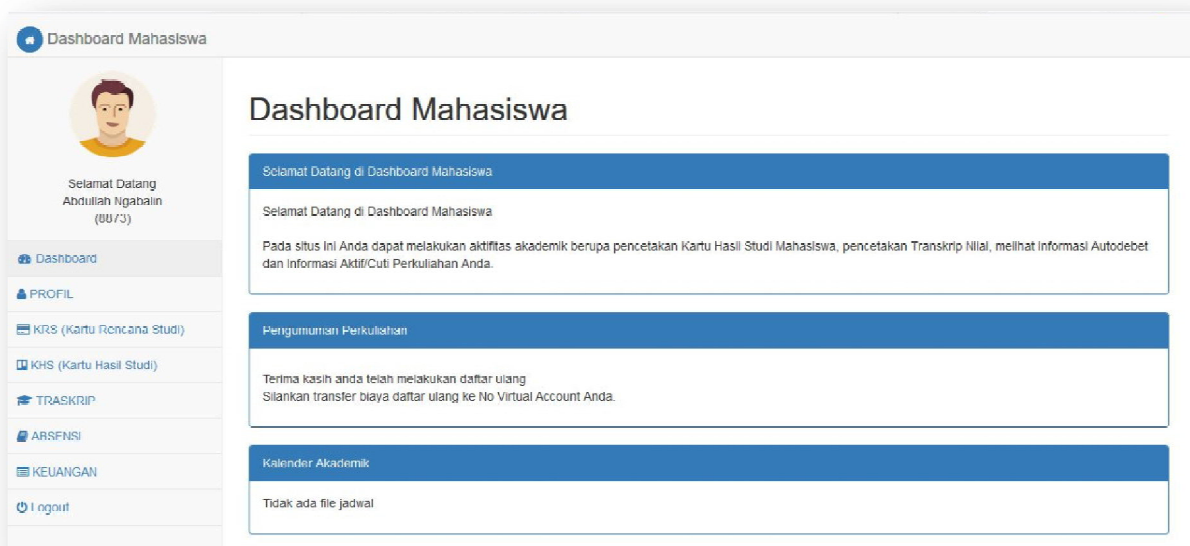 Dashboard Mahasiswa
Selamat Datang
Abdullah Ngabalin
(8873)
Dashboard
PROFIL
KRS (Kartu Rencana Studi)
KHS (Kartu Hasil Studi)
TRASKRIP
ABSENSI
KEUANGAN
Logout
Dashboard Mahasiswa
Selamat Datang di Dashboard Mahasiswa
Selamat Datang di Dashboard Mahasiswa
Pada situs ini Anda dapat melakukan aktifitas akademik berupa pencetakan Kartu Hasil Studi Mahasiswa, pencetakan Transkrip Nilai, melihat Informasi Autodebet
dan Informasi Aktif/Cuti Perkuliahan Anda.
Pengumuman Perkuliahan
Terima kasih anda telah melakukan daftar ulang
Silankan transfer biaya daftar ulang ke No Virtual Account Anda.
Kalender Akademik
Tidak ada file jadwal